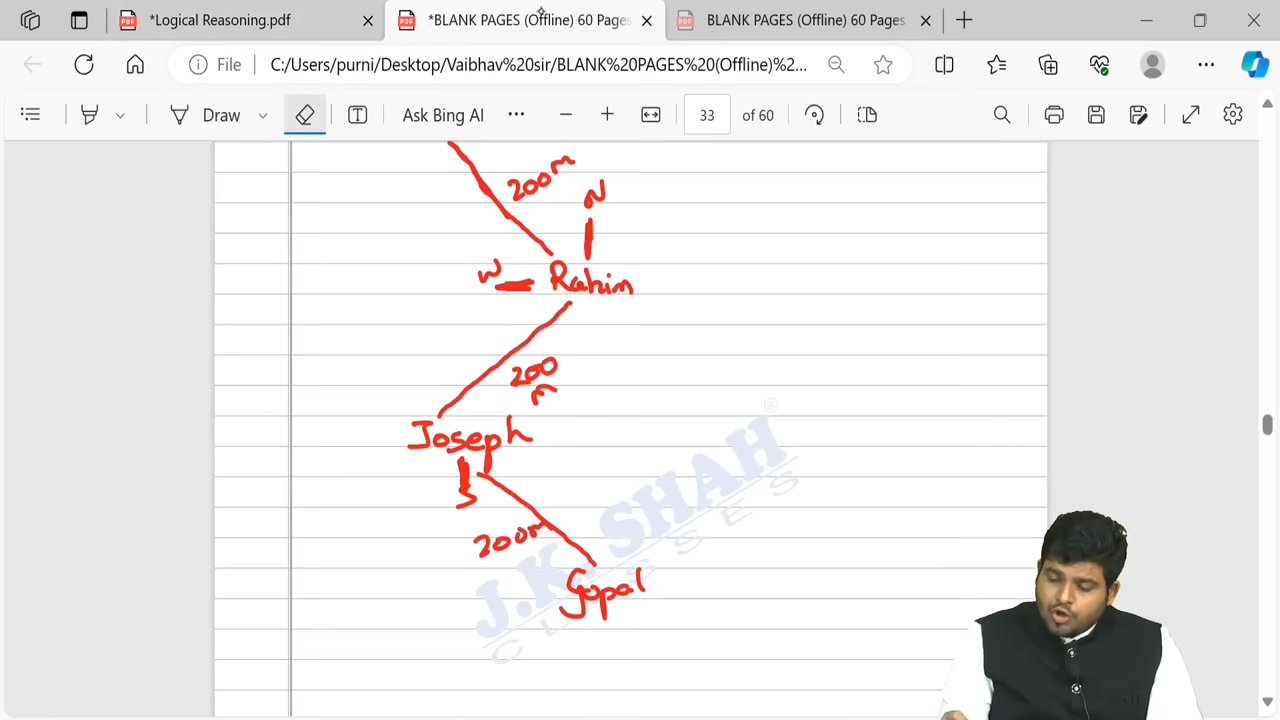 *Logical Reasoning.pdf
*BLANK PAGES (Offline) 60 Pages
BLANK PAGES (Offline) 60 Pages
File
C:/Users/purni/Desktop/Vaibhav%20sir/BLANK%20PAGES%20(Offline)%2...
Draw
Ask Bing AI
33
of 60
200m
N
W
Rahim
200
m
Joseph
S
200m
Gopal
J.K. SHAH®
CLASSES